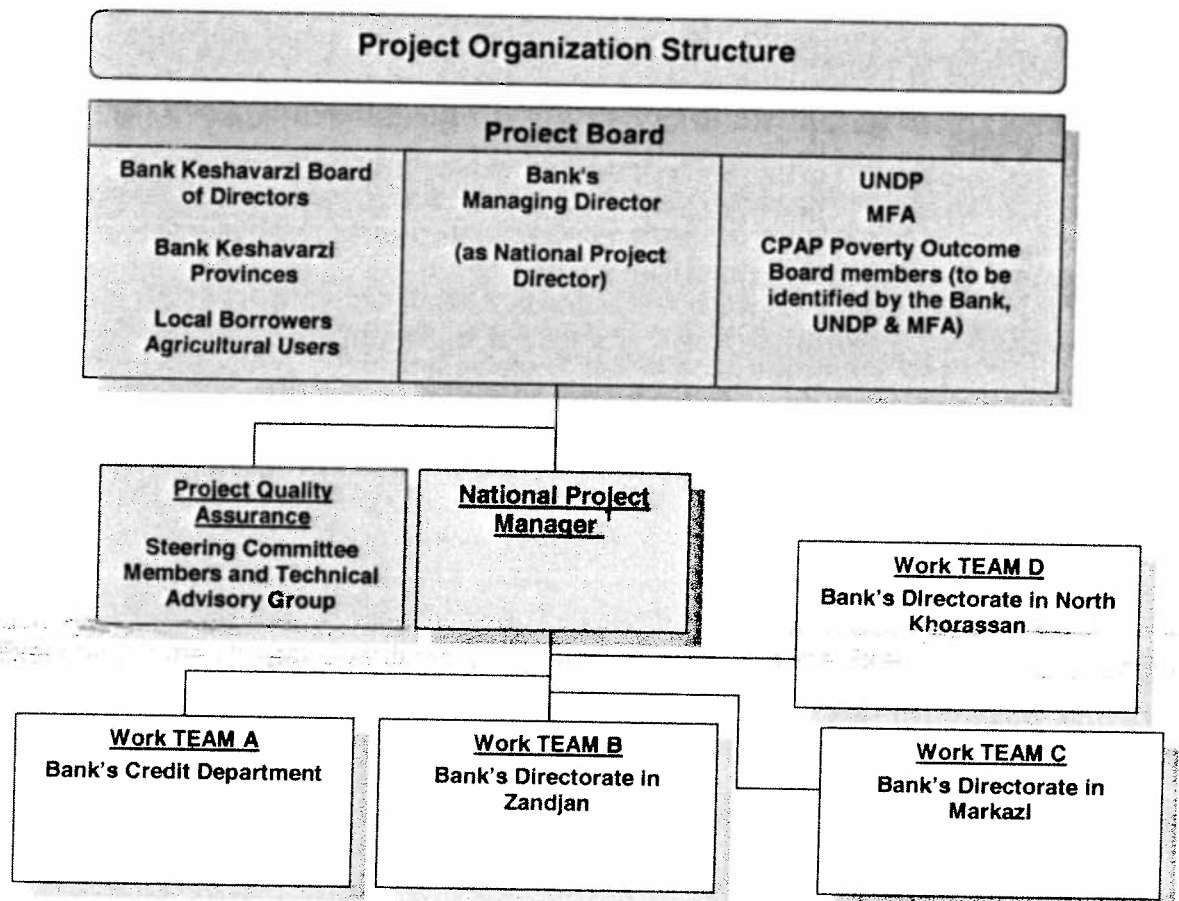 Project Organization Structure
Project Board
Bank Keshavarzi Board
of Directors
Bank Keshavarzi
Provinces
Local Borrowers
Agricultural Users
Bank's
Managing Director
(as National Project
Director)
UNDP
MFA
CPAP Poverty Outcome
Board members (to be
identified by the Bank,
UNDP & MFA)
Project Quality
Assurance
Steering Committee
Members and Technical
Advisory Group
National Project
Manager
Work TEAM D
Bank's Directorate in North
Khorassan
Work TEAM A
Bank's Credit Department
Work TEAM B
Bank's Directorate in
Zandjan
Work TEAM C
Bank's Directorate in
Markazi